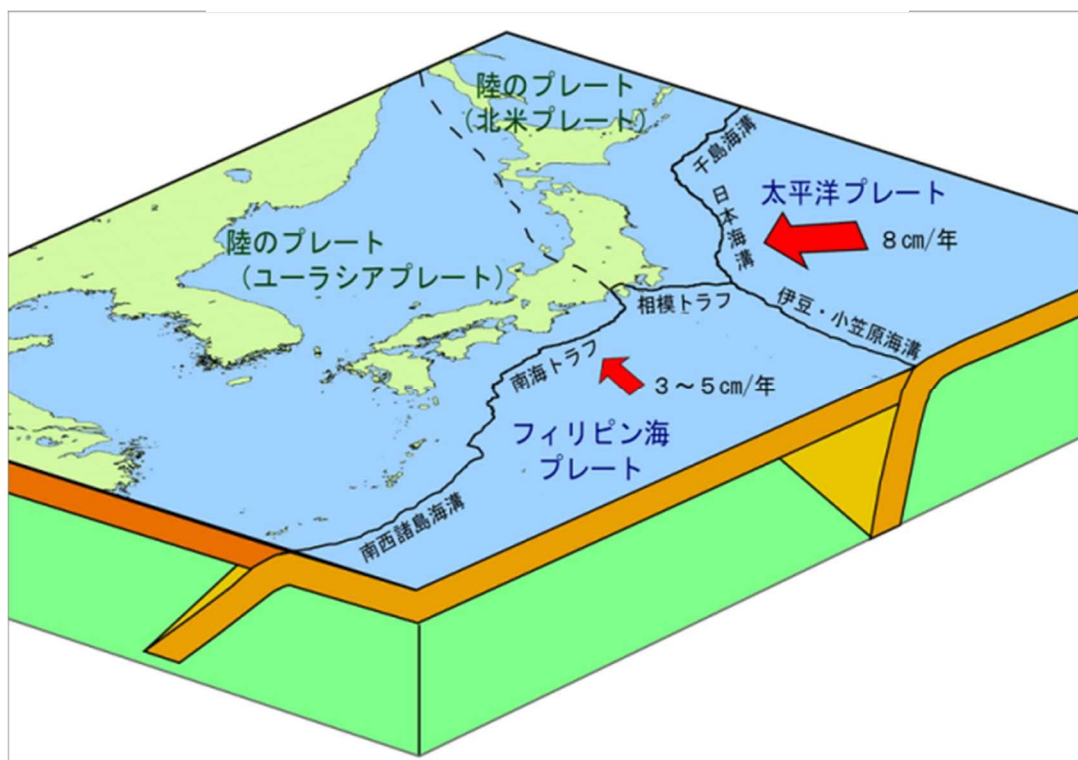 陸のプレート
（北米プレート）
千島海溝
日本海溝
太平洋プレート
8cm/年
陸のプレート
（ユーラシアプレート）
相模トラフ
伊豆・小笠原海溝
南海トラフ
3～5cm/年
フィリピン海
プレート
南西諸島海溝